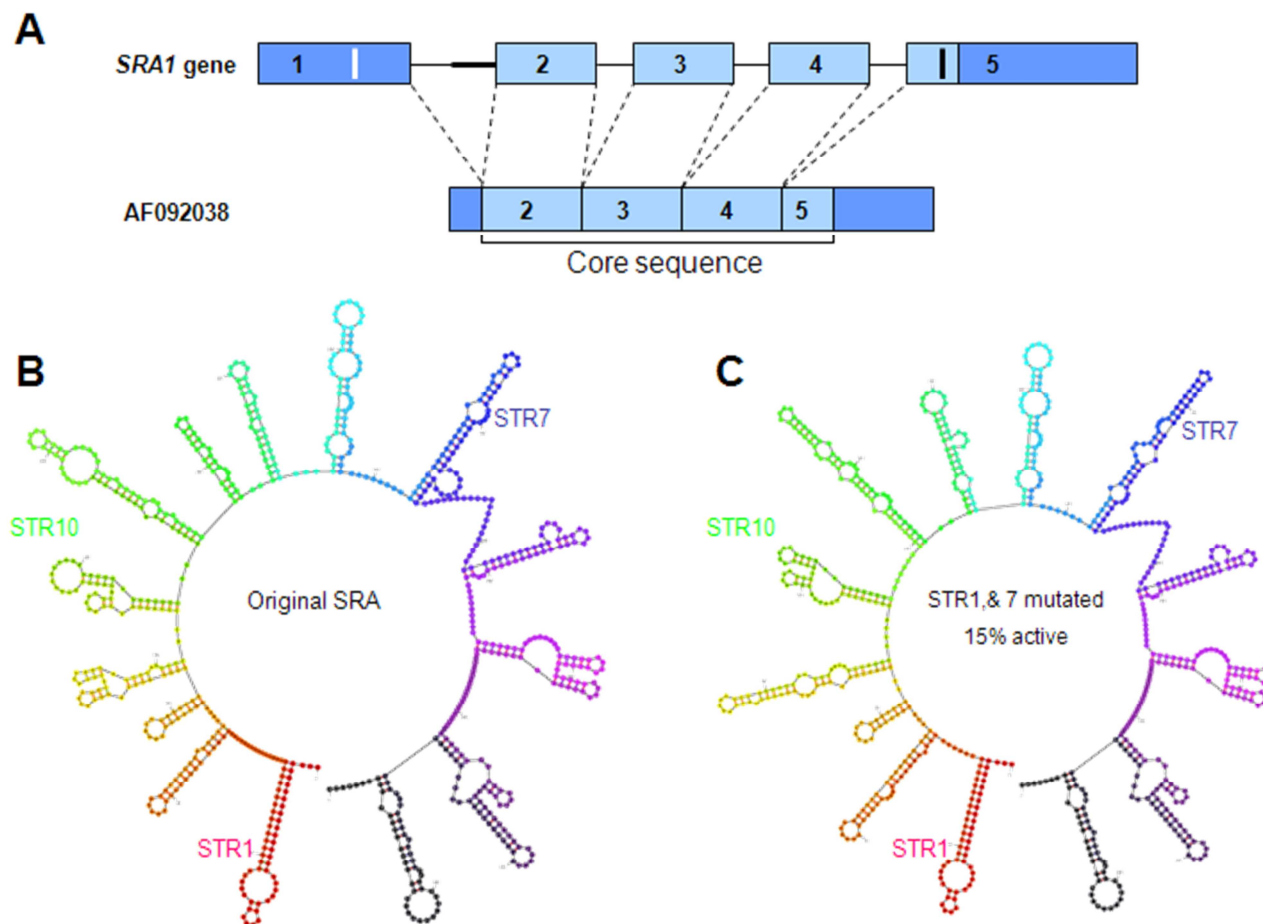 A
SRA1 gene
1
2
3
4
5
AF092038
2
3
4
5
Core sequence
B
STR7
STR10
Original SRA
STR1
C
STR7
STR10
STR1,& 7 mutated
15% active
STR1